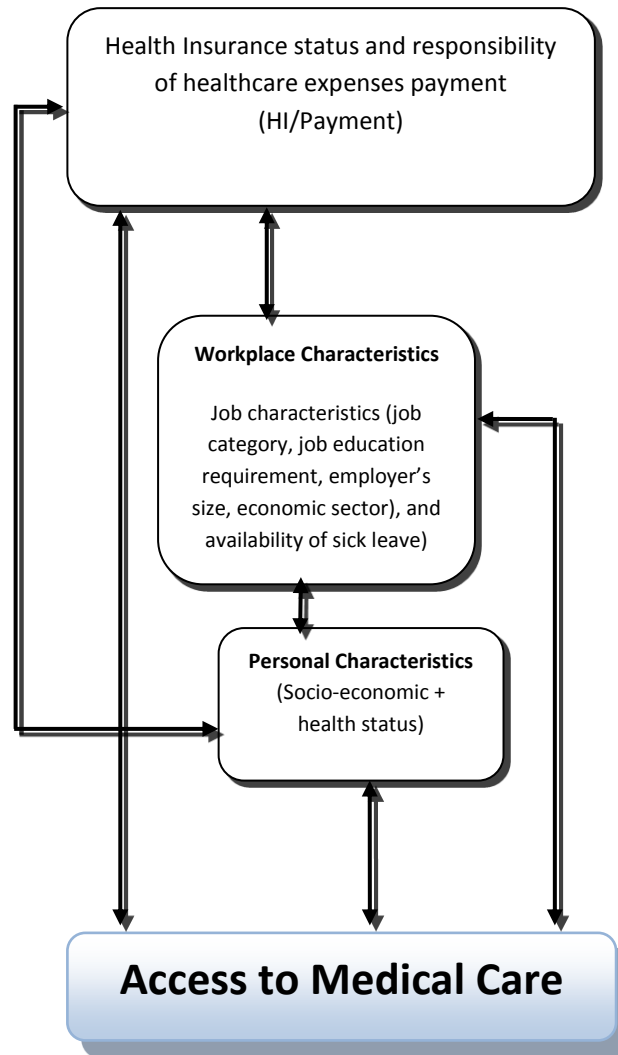 Health Insurance status and responsibility
of healthcare expenses payment
(HI/Payment)
Workplace Characteristics
Job characteristics (job
category, job education
requirement, employer's
size, economic sector), and
availability of sick leave)
Personal Characteristics
(Socio-economic +
health status)
Access to Medical Care